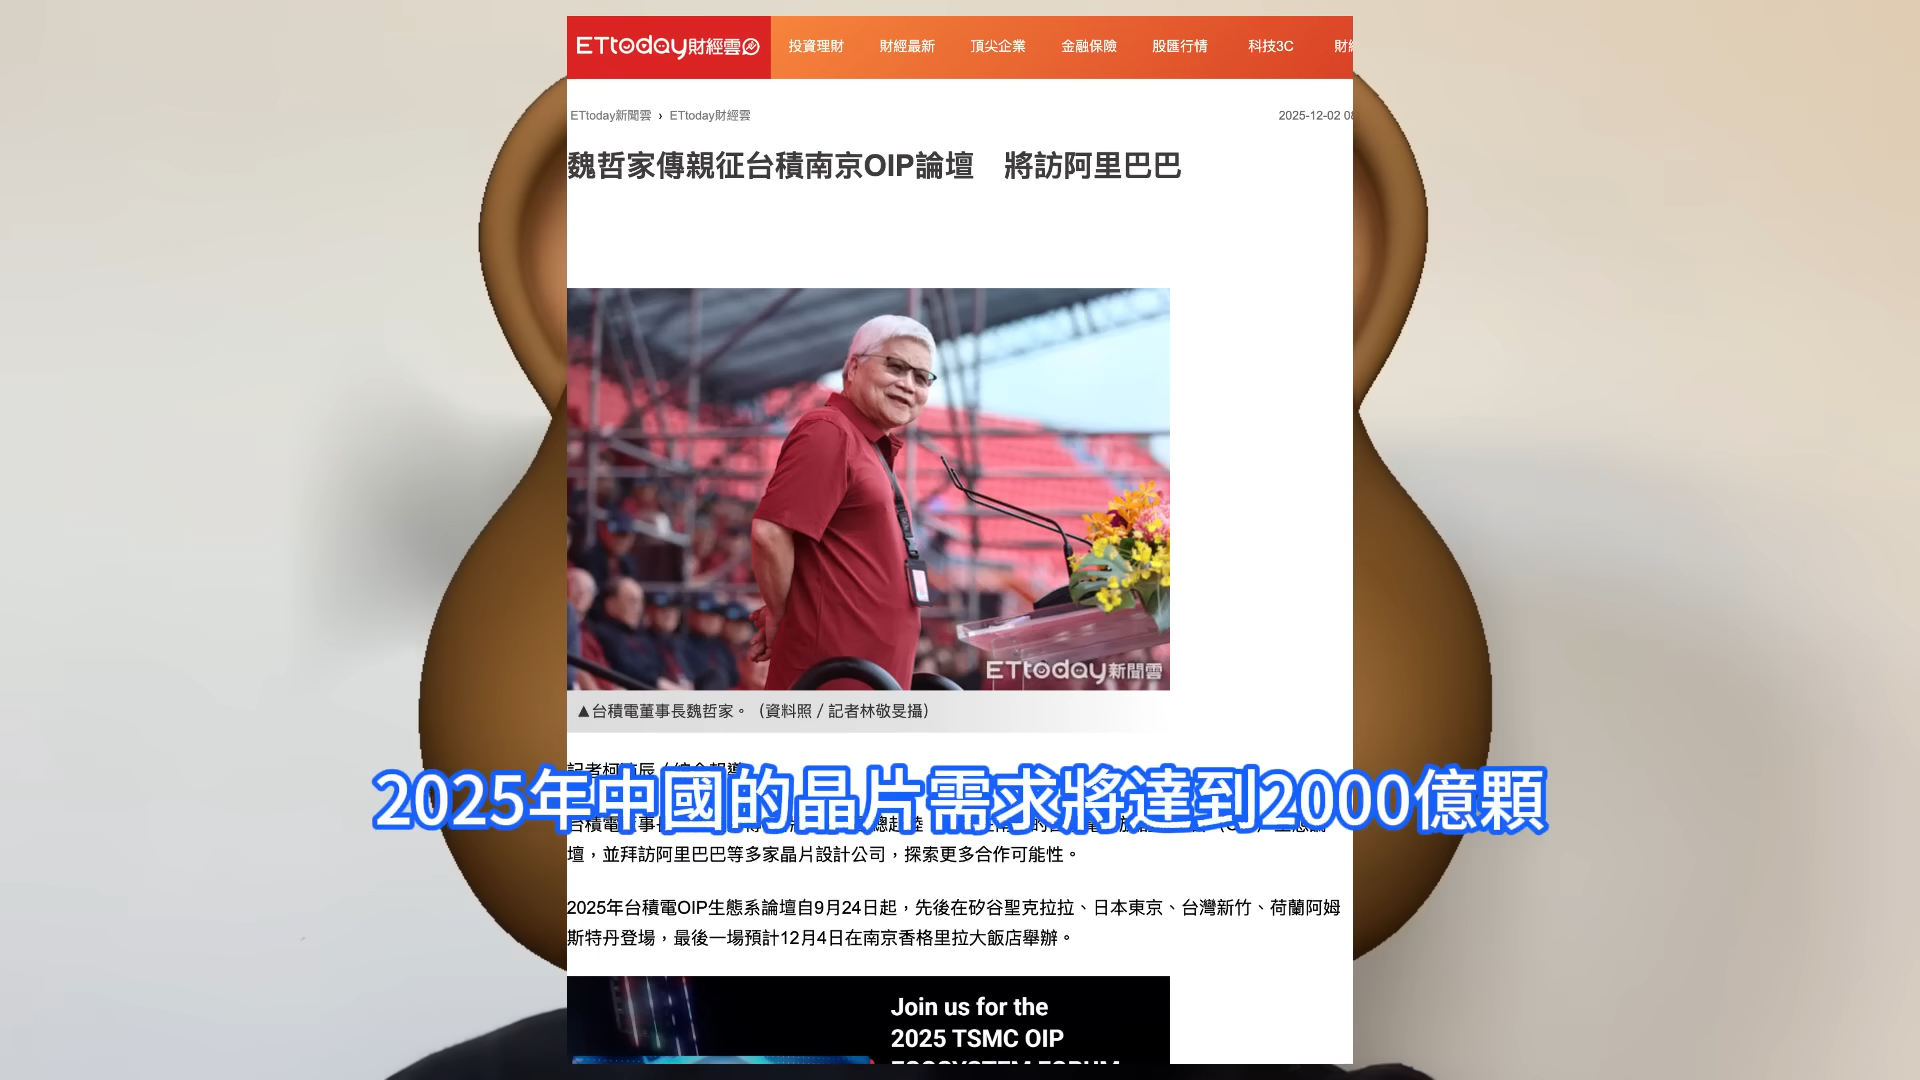 ETtoday財經雲
投資理財 財經最新 頂尖企業 金融保險 股匯行情 科技3C
ETtoday新聞雲 › ETtoday財經雲 2025-12-02
魏哲家傳親征台積南京OIP論壇 將訪阿里巴巴
ETtoday新聞雲
▲台積電董事長魏哲家。（資料照／記者林敬旻攝）
2025年中國的晶片需求將達到2000億顆
壇，並拜訪阿里巴巴等多家晶片設計公司，探索更多合作可能性。
2025年台積電OIP生態系論壇自9月24日起，先後在矽谷聖克拉拉、日本東京、台灣新竹、荷蘭阿姆
斯特丹登場，最後一場預計12月4日在南京香格里拉大飯店舉辦。
Join us for the
2025 TSMC OIP